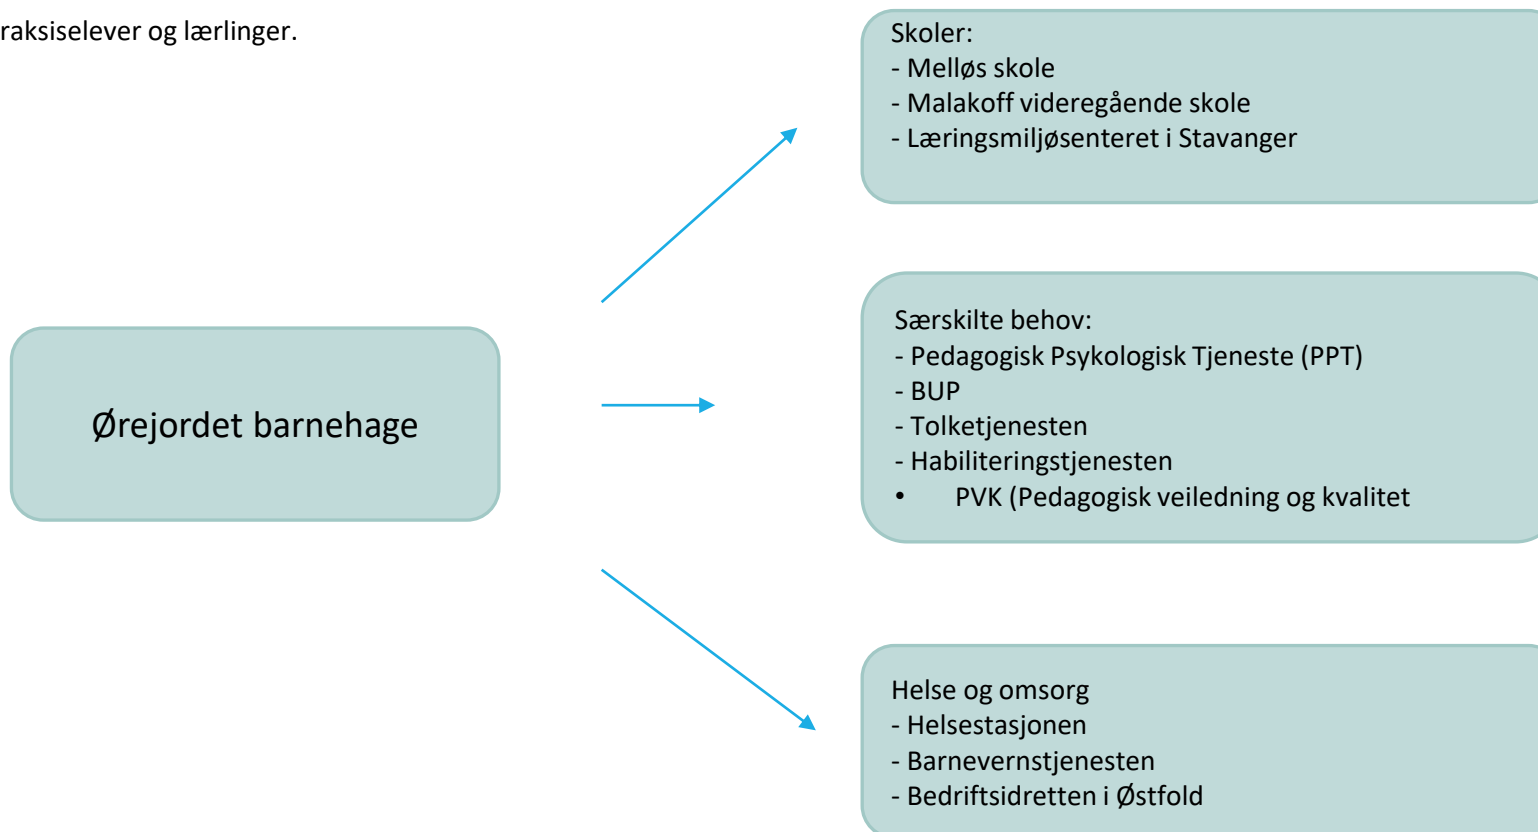 raksiselever og lærlinger.
Skoler:
- Melløs skole
- Malakoff videregående skole
- Læringsmiljøsenteret i Stavanger
Ørejordet barnehage
Særskilte behov:
- Pedagogisk Psykologisk Tjeneste (PPT)
- BUP
- Tolketjenesten
- Habiliteringstjenesten
• PVK (Pedagogisk veiledning og kvalitet
Helse og omsorg
- Helsestasjonen
- Barnevernstjenesten
- Bedriftsidretten i Østfold